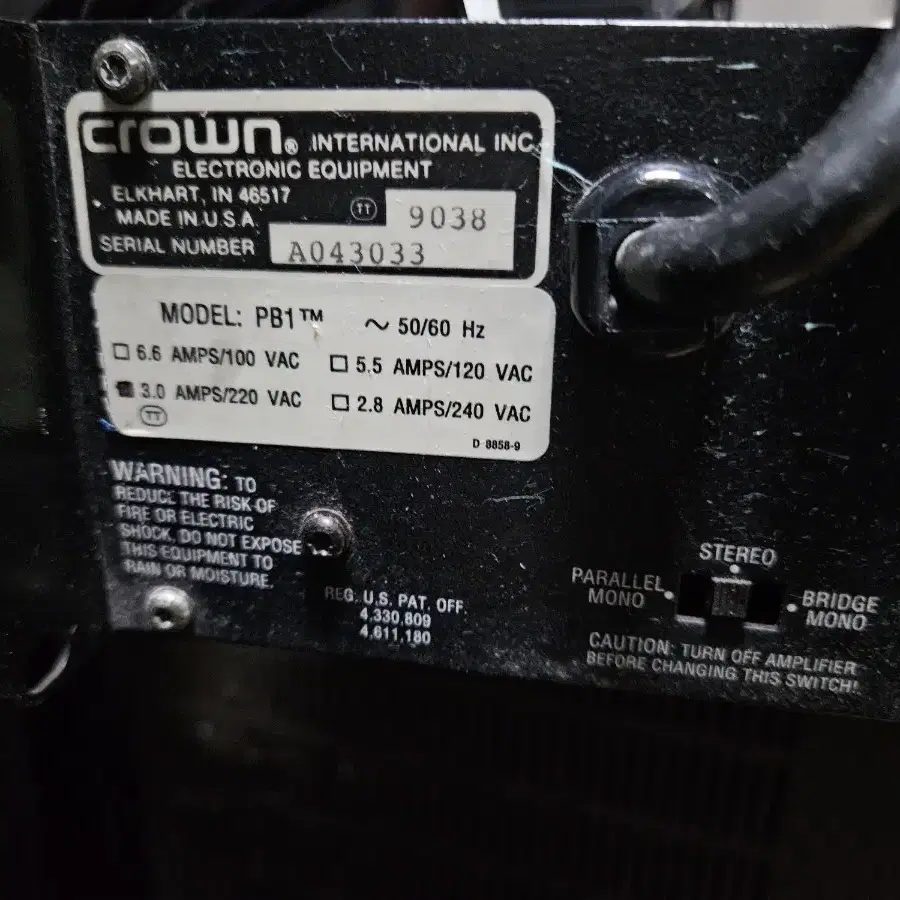 crown® INTERNATIONAL INC.
ELECTRONIC EQUIPMENT
ELKHART, IN 46517
MADE IN U.S.A. TT 9038
SERIAL NUMBER A043033
MODEL: PB1™ ~ 50/60 Hz
☐ 6.6 AMPS/100 VAC ☐ 5.5 AMPS/120 VAC
■ 3.0 AMPS/220 VAC ☐ 2.8 AMPS/240 VAC
TT
D 8858-9
WARNING: TO
REDUCE THE RISK OF
FIRE OR ELECTRIC
SHOCK, DO NOT EXPOSE
THIS EQUIPMENT TO
RAIN OR MOISTURE.
REG. U.S. PAT. OFF.
4,330,809
4,611,180
STEREO
PARALLEL
MONO
BRIDGE
MONO
CAUTION: TURN OFF AMPLIFIER
BEFORE CHANGING THIS SWITCH!